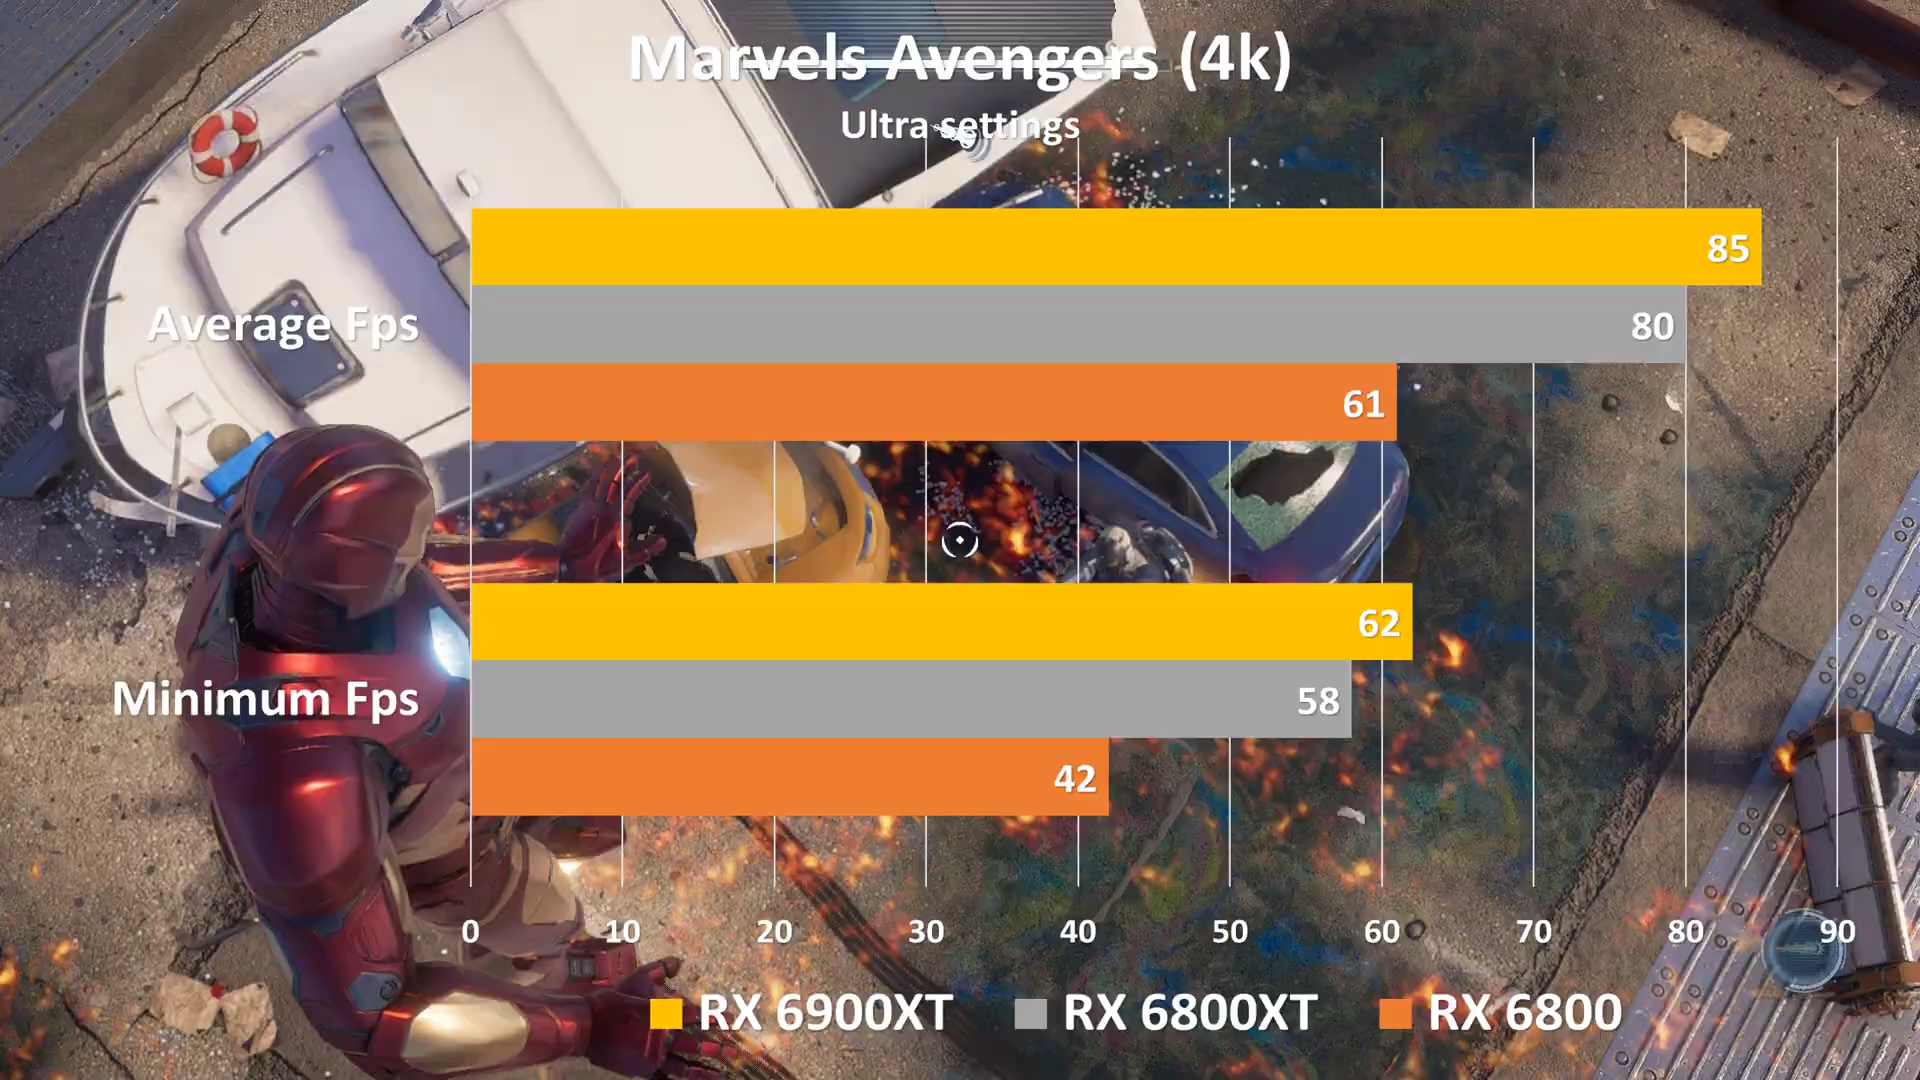 Marvels Avengers (4k)
Ultra settings
85
Average Fps
80
61
62
Minimum Fps
58
42
0 10 20 30 40 50 60 70 80 90
RX 6900XT RX 6800XT RX 6800